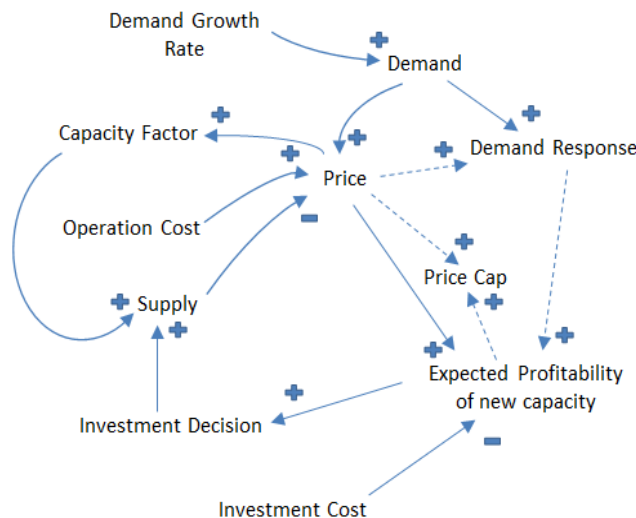 Demand Growth
Rate
Demand
Capacity Factor
Demand Response
Price
Operation Cost
Price Cap
Supply
Expected Profitability
of new capacity
Investment Decision
Investment Cost